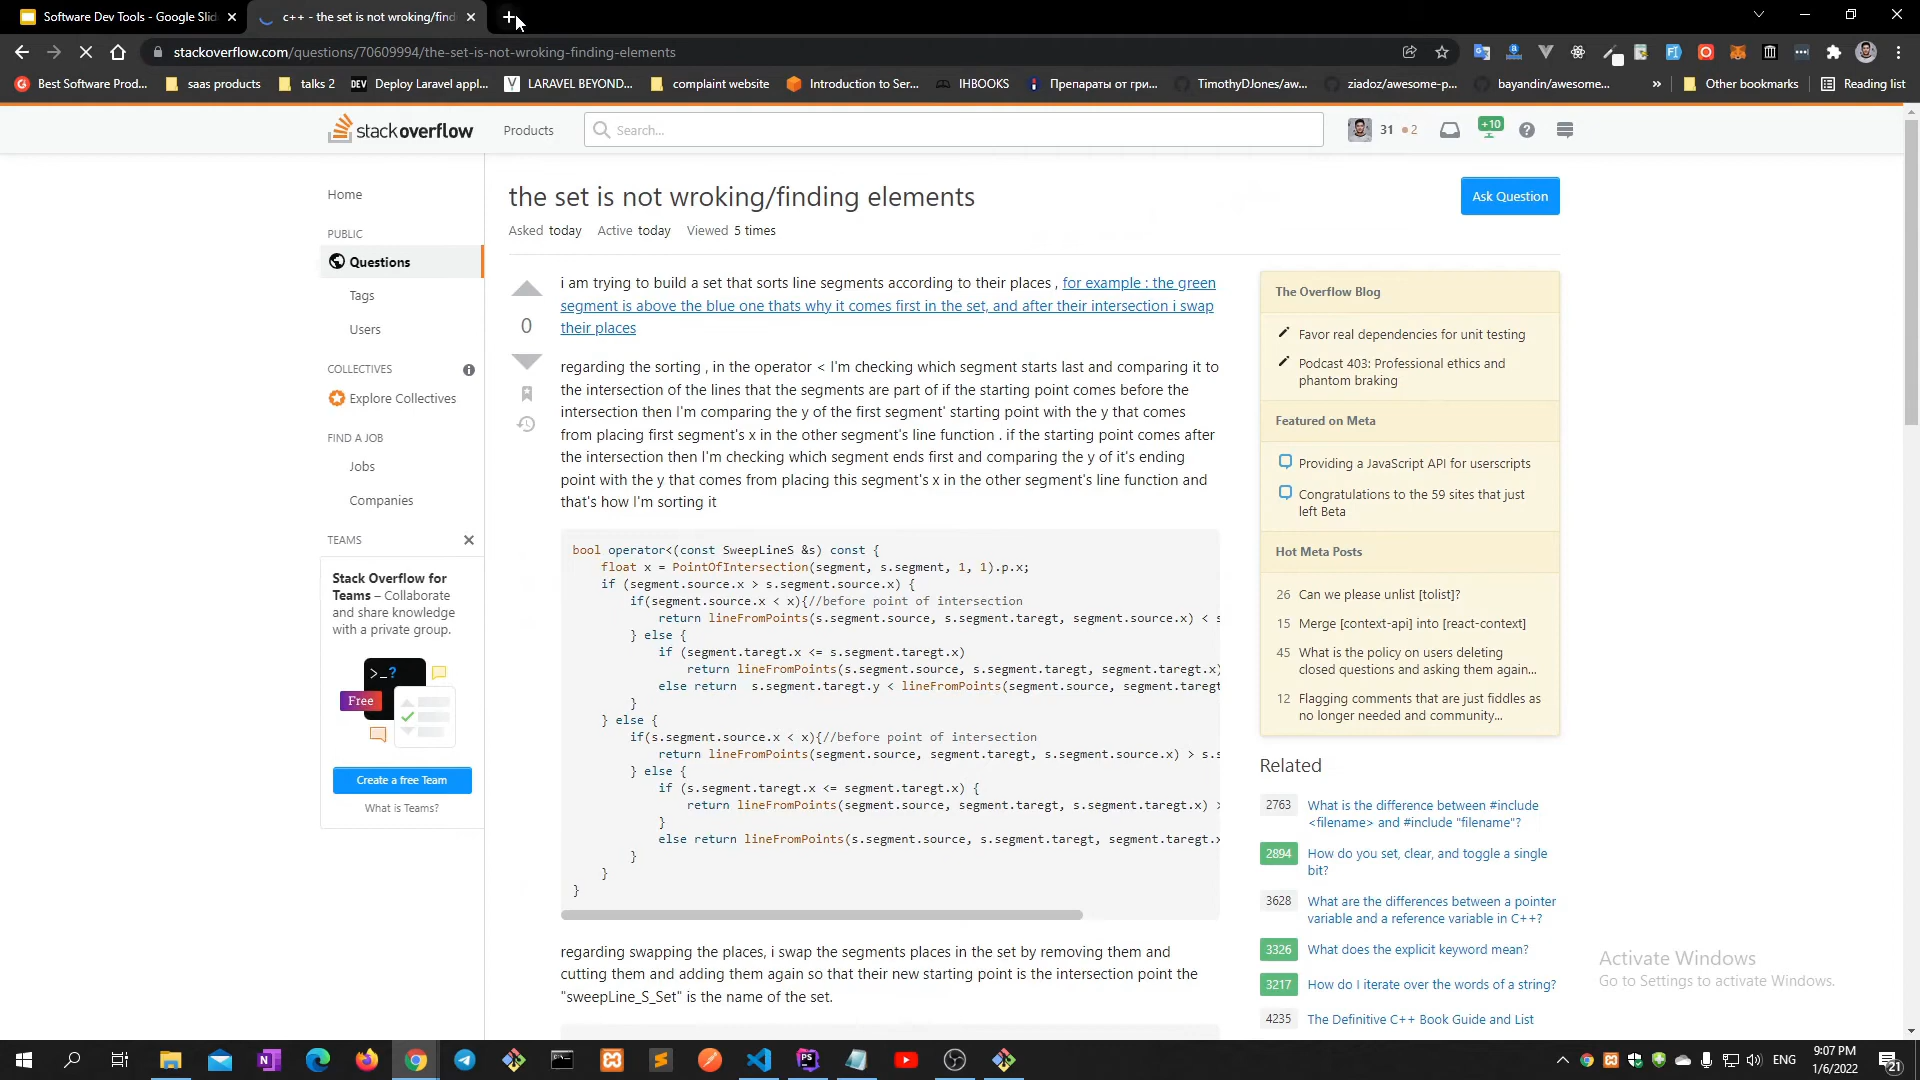 Software Dev Tools - Google Slid
c++ - the set is not wroking/find
stackoverflow.com/questions/70609994/the-set-is-not-wroking-finding-elements
Best Software Prod...
saas products
talks 2
DEV
Deploy Laravel appl...
LARAVEL BEYOND...
complaint website
Introduction to Ser...
IHBOOKS
Препараты от гри...
TimothyDJones/aw...
ziadoz/awesome-p...
bayandin/awesome...
»
Other bookmarks
Reading list
stackoverflow
Products
Search...
31
2
+10
Home
PUBLIC
Questions
Tags
Users
COLLECTIVES
Explore Collectives
FIND A JOB
Jobs
Companies
TEAMS
Stack Overflow for
Teams – Collaborate
and share knowledge
with a private group.
>_?
Free
Create a free Team
What is Teams?
the set is not wroking/finding elements
Ask Question
Asked today Active today Viewed 5 times
0
i am trying to build a set that sorts line segments according to their places , for example : the green
segment is above the blue one thats why it comes first in the set, and after their intersection i swap
their places
regarding the sorting , in the operator < I'm checking which segment starts last and comparing it to
the intersection of the lines that the segments are part of if the starting point comes before the
intersection then I'm comparing the y of the first segment' starting point with the y that comes
from placing first segment's x in the other segment's line function . if the starting point comes after
the intersection then I'm checking which segment ends first and comparing the y of it's ending
point with the y that comes from placing this segment's x in the other segment's line function and
that's how I'm sorting it
bool operator<(const SweepLineS &s) const {
float x = PointOfIntersection(segment, s.segment, 1, 1).p.x;
if (segment.source.x > s.segment.source.x) {
if(segment.source.x < x){//before point of intersection
return lineFromPoints(s.segment.source, s.segment.taregt, segment.source.x) < s
} else {
if (segment.taregt.x <= s.segment.taregt.x)
return lineFromPoints(s.segment.source, s.segment.taregt, segment.taregt.x)
else return s.segment.taregt.y < lineFromPoints(segment.source, segment.taregt
}
} else {
if(s.segment.source.x < x){//before point of intersection
return lineFromPoints(segment.source, segment.taregt, s.segment.source.x) > s.s
} else {
if (s.segment.taregt.x <= segment.taregt.x) {
return lineFromPoints(segment.source, segment.taregt, s.segment.taregt.x) >
}
else return lineFromPoints(s.segment.source, s.segment.taregt, segment.taregt.x
}
}
}
regarding swapping the places, i swap the segments places in the set by removing them and
cutting them and adding them again so that their new starting point is the intersection point the
"sweepLine_S_Set" is the name of the set.
The Overflow Blog
Favor real dependencies for unit testing
Podcast 403: Professional ethics and
phantom braking
Featured on Meta
Providing a JavaScript API for userscripts
Congratulations to the 59 sites that just
left Beta
Hot Meta Posts
26 Can we please unlist [tolist]?
15 Merge [context-api] into [react-context]
45 What is the policy on users deleting
closed questions and asking them again...
12 Flagging comments that are just fiddles as
no longer needed and community...
Related
2763 What is the difference between #include
<filename> and #include "filename"?
2894 How do you set, clear, and toggle a single
bit?
3628 What are the differences between a pointer
variable and a reference variable in C++?
3326 What does the explicit keyword mean?
3217 How do I iterate over the words of a string?
4235 The Definitive C++ Book Guide and List
Activate Windows
Go to Settings to activate Windows.
ENG
9:07 PM
1/6/2022
21